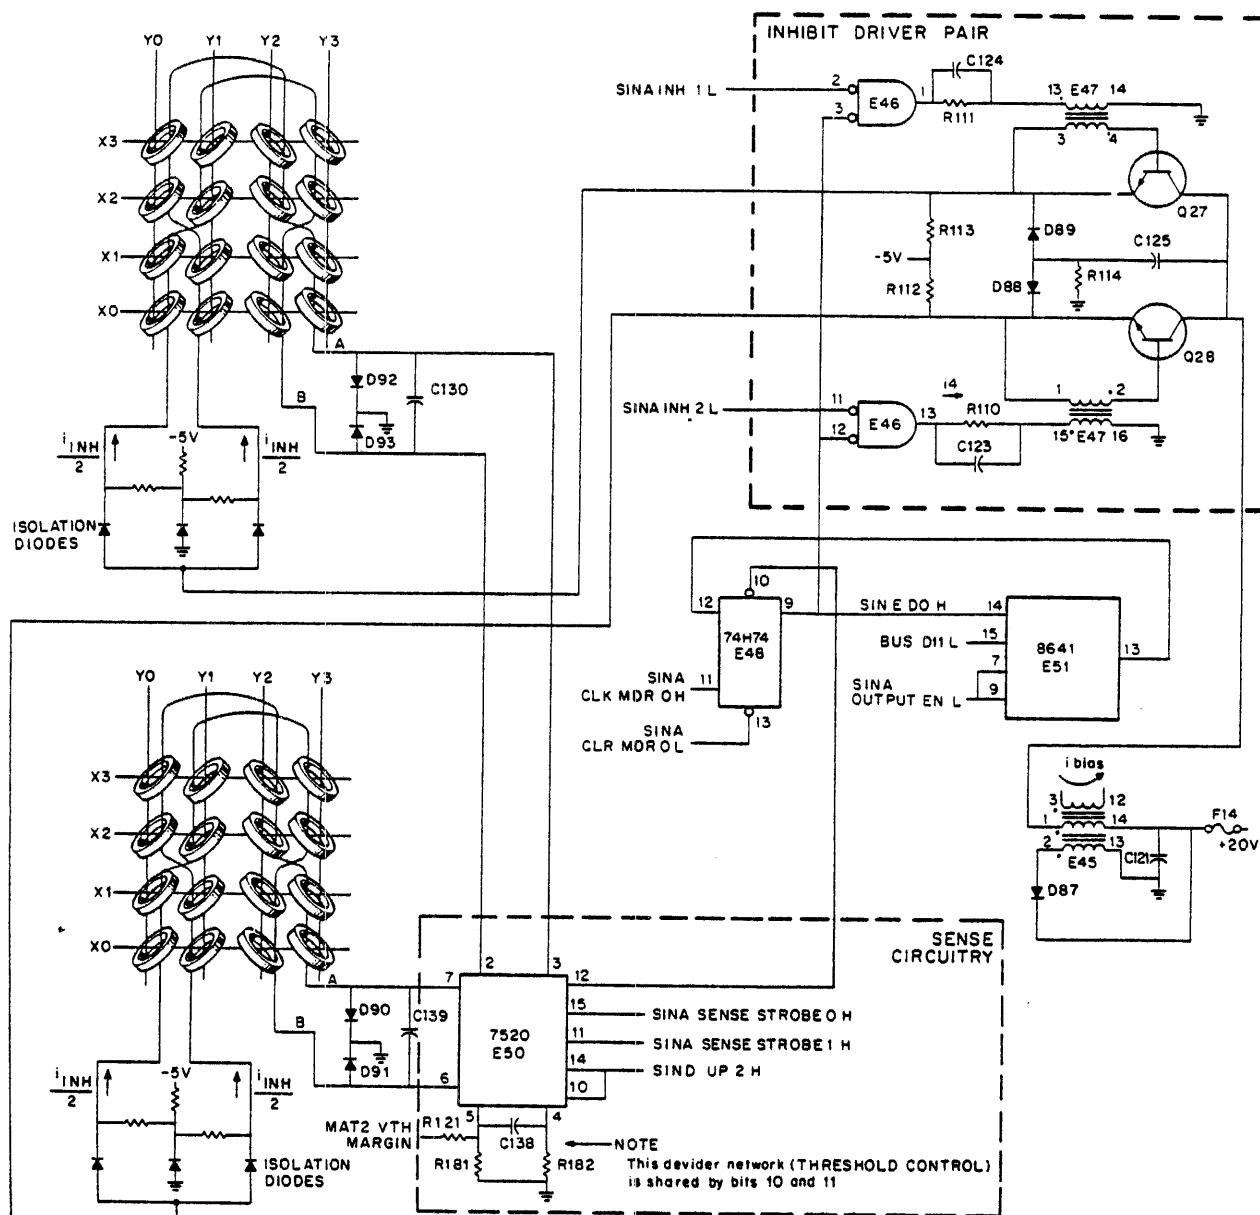 INHIBIT DRIVER PAIR
Y0 Y1 Y2 Y3
X3
X2
X1
X0
A
B
D92
D93
C130
iINH/2
-5V
iINH/2
ISOLATION
DIODES
SINA INH 1 L
2
3
E46
1
C124
R111
13 E47 14
3 4
Q27
R113
D89
C125
-5V
R112
D88
R114
Q28
i4
SINA INH 2 L
11
12
E46
13
R110
C123
1 2
15 E47 16
10
12
9
74H74
E48
11
13
SINA
CLK MDR 0 H
SINA
CLR MDR 0 L
SIN E DO H
14
BUS D11 L
15
7
SINA
OUTPUT EN L
9
8641
E51
13
i bias
3 12
1 14
2 13
E45
C121
F14
+20V
D87
Y0 Y1 Y2 Y3
X3
X2
X1
X0
A
B
D90
D91
C139
iINH/2
-5V
iINH/2
ISOLATION
DIODES
SENSE
CIRCUITRY
2 3
7
6
7520
E50
12
15
SINA SENSE STROBE 0 H
11
SINA SENSE STROBE 1 H
14
SIND UP 2 H
10
5 4
MAT2 VTH
MARGIN
R121
C138
R181
R182
NOTE
This devider network (THRESHOLD CONTROL)
is shared by bits 10 and 11